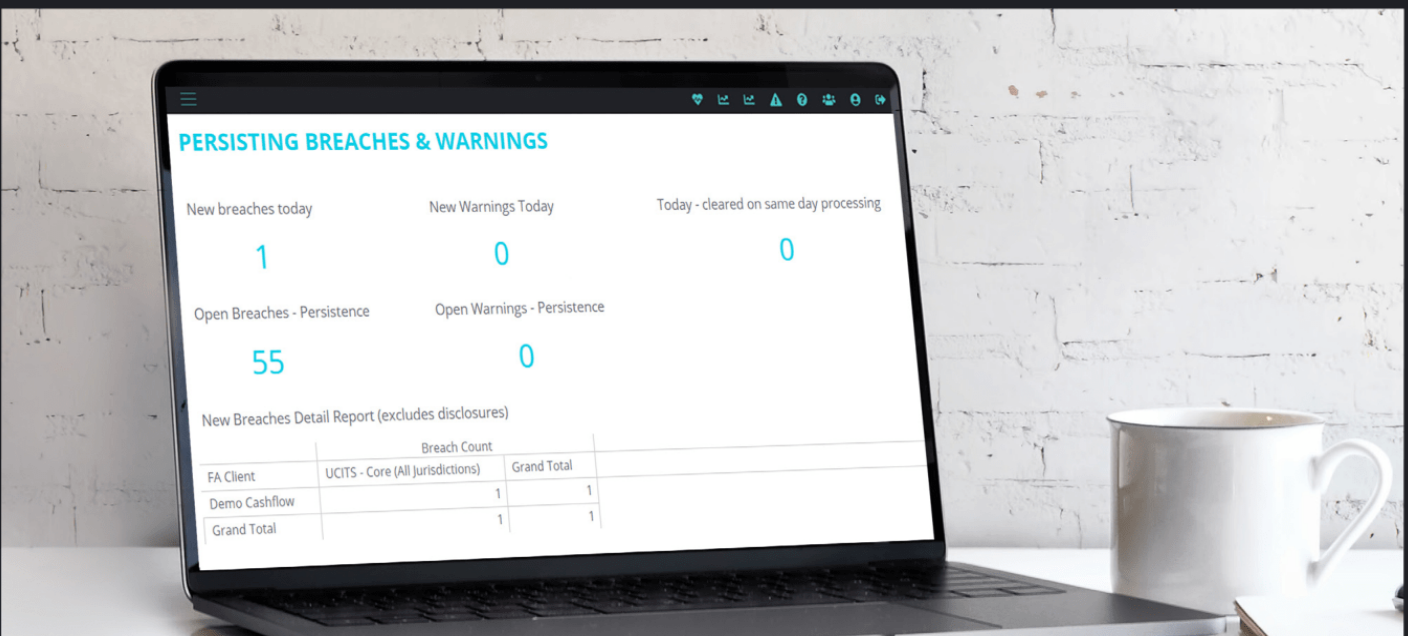 PERSISTING BREACHES & WARNINGS
New breaches today New Warnings Today Today - cleared on same day processing
1 0 0
Open Breaches - Persistence Open Warnings - Persistence
55 0
New Breaches Detail Report (excludes disclosures)
Breach Count
FA Client UCITS - Core (All Jurisdictions) Grand Total
Demo Cashflow 1 1
Grand Total 1 1